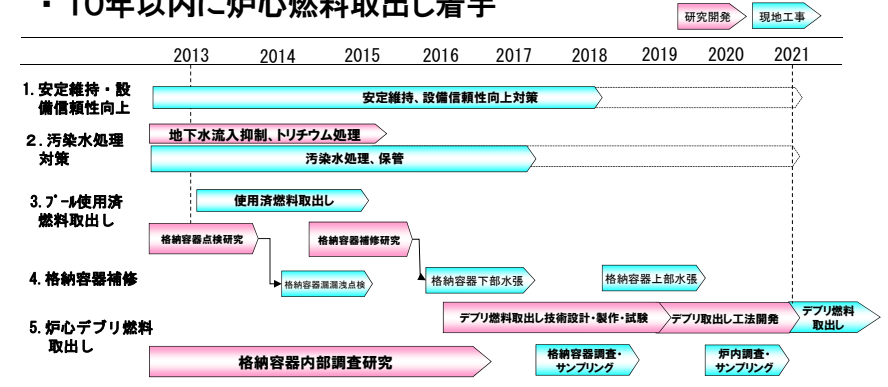 ・10年以内に炉心燃料取出し着手
研究開発 現地工事
2013 2014 2015 2016 2017 2018 2019 2020 2021
1. 安定維持・設
備信頼性向上
安定維持、設備信頼性向上対策
2. 汚染水処理
対策
地下水流入抑制、トリチウム処理
汚染水処理、保管
3. プール使用済
燃料取出し
使用済燃料取出し
格納容器点検研究
格納容器補修研究
4. 格納容器補修
格納容器漏漏洩点検
格納容器下部水張
格納容器上部水張
5. 炉心デブリ燃料
取出し
デブリ燃料取出し技術設計・製作・試験
デブリ取出し工法開発
デブリ燃料
取出し
格納容器内部調査研究
格納容器調査・
サンプリング
炉内調査・
サンプリング